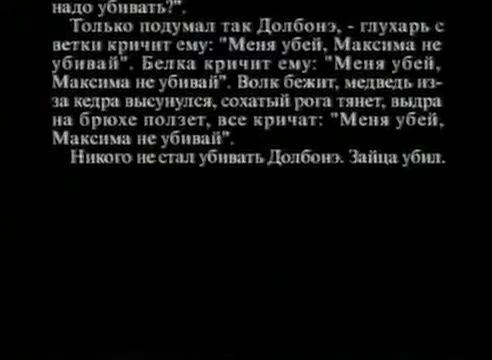 надо убивать?".
Только подумал так Долбонэ, - глухарь с
ветки кричит ему: "Меня убей, Максима не
убивай". Белка кричит ему: "Меня убей,
Максима не убивай". Волк бежит, медведь из-
за кедра высунулся, сохатый рога тянет, выдра
на брюхе ползет, все кричат: "Меня убей,
Максима не убивай".
Никого не стал убивать Долбонэ. Зайца убил.